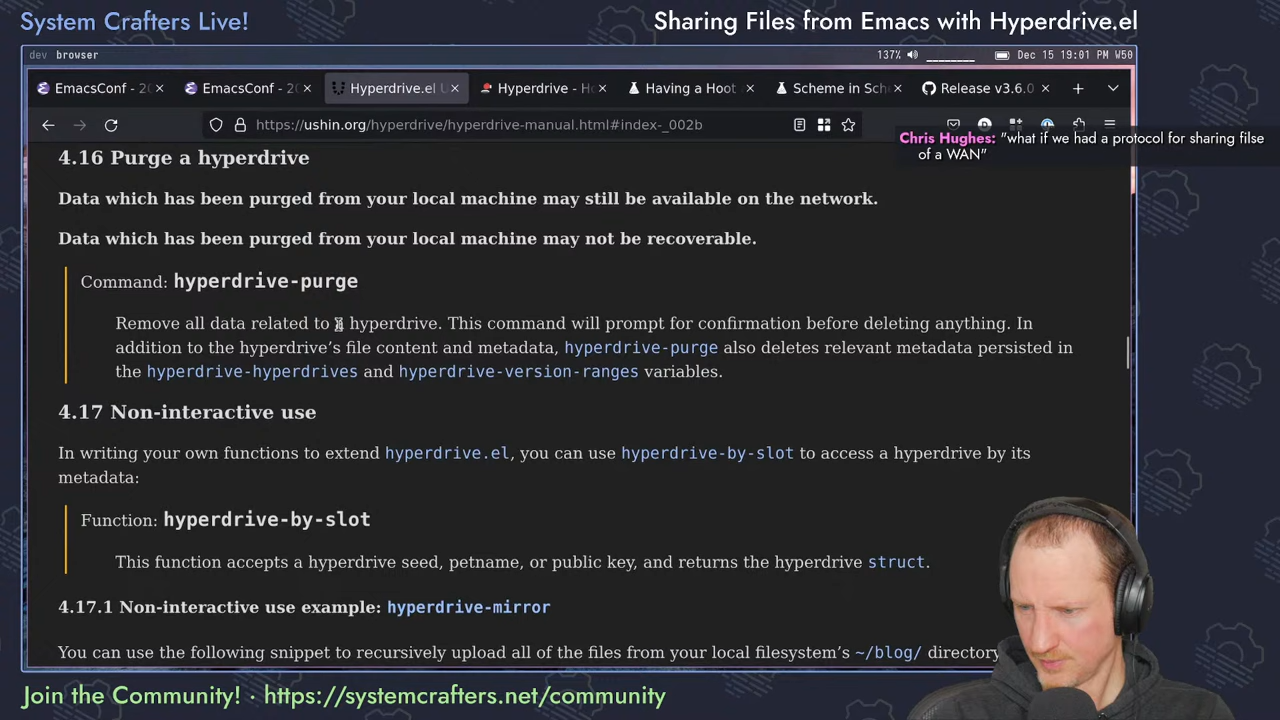 System Crafters Live!
Sharing Files from Emacs with Hyperdrive.el
dev browser
137%
Dec 15 19:01 PM W50
EmacsConf - 20
EmacsConf - 20
Hyperdrive.el U
Hyperdrive - Ho
Having a Hoot
Scheme in Sche
Release v3.6.0
https://ushin.org/hyperdrive/hyperdrive-manual.html#index-_002b
Chris Hughes: "what if we had a protocol for sharing filse
of a WAN"
4.16 Purge a hyperdrive
Data which has been purged from your local machine may still be available on the network.
Data which has been purged from your local machine may not be recoverable.
Command: hyperdrive-purge
Remove all data related to a hyperdrive. This command will prompt for confirmation before deleting anything. In
addition to the hyperdrive’s file content and metadata, hyperdrive-purge also deletes relevant metadata persisted in
the hyperdrive-hyperdrives and hyperdrive-version-ranges variables.
4.17 Non-interactive use
In writing your own functions to extend hyperdrive.el, you can use hyperdrive-by-slot to access a hyperdrive by its
metadata:
Function: hyperdrive-by-slot
This function accepts a hyperdrive seed, petname, or public key, and returns the hyperdrive struct.
4.17.1 Non-interactive use example: hyperdrive-mirror
You can use the following snippet to recursively upload all of the files from your local filesystem’s ~/blog/ directory
Join the Community! · https://systemcrafters.net/community